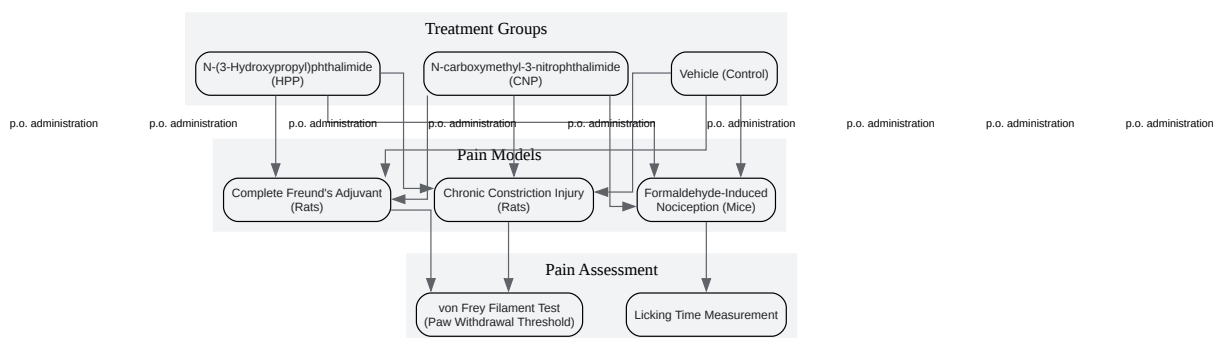 Treatment Groups
N-(3-Hydroxypropyl)phthalimide
(HPP)
N-carboxymethyl-3-nitrophthalimide
(CNP)
Vehicle (Control)
p.o. administration
p.o. administration
p.o. administration
p.o. administration
p.o. administration
p.o. administration
p.o. administration
p.o. administration
p.o. administration
Pain Models
Complete Freund's Adjuvant
(Rats)
Chronic Constriction Injury
(Rats)
Formaldehyde-Induced
Nociception (Mice)
Pain Assessment
von Frey Filament Test
(Paw Withdrawal Threshold)
Licking Time Measurement